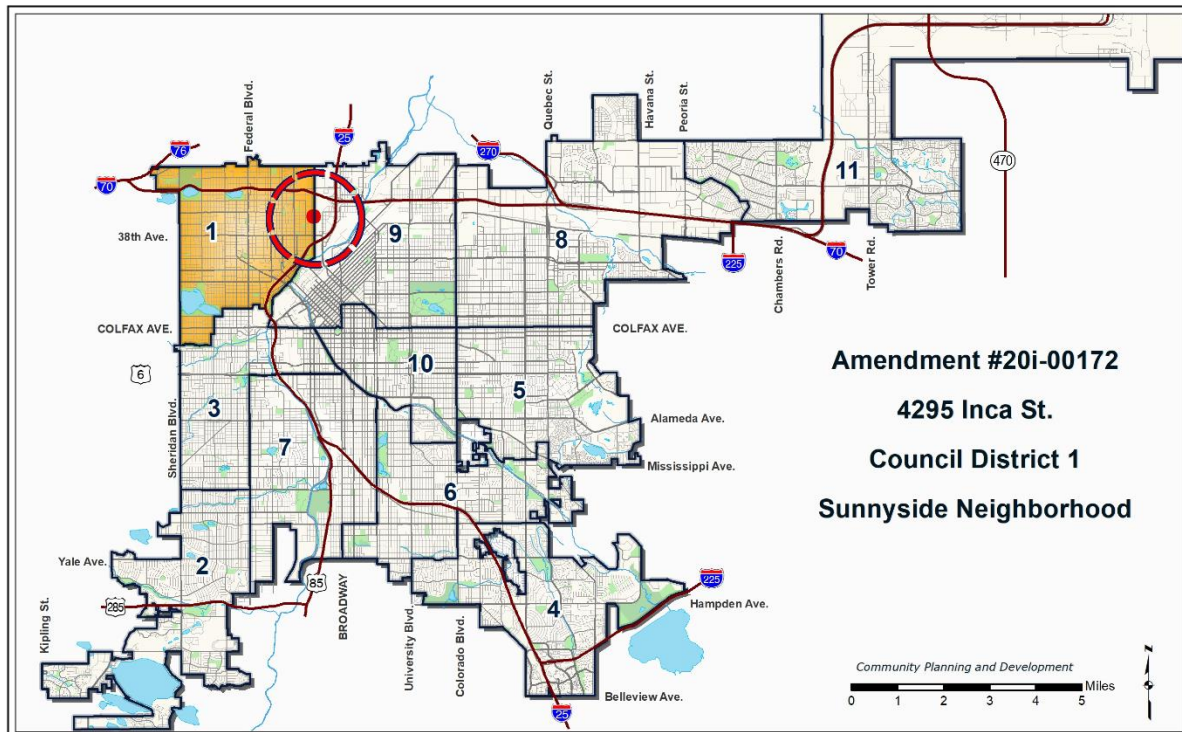 Federal Blvd.
25
Quebec St.
Havana St.
Peoria St.
76
270
70
470
11
1
38th Ave.
9
8
Chambers Rd.
Tower Rd.
225
70
COLFAX AVE.
COLFAX AVE.
6
10
Amendment #20i-00172
4295 Inca St.
Council District 1
Sunnyside Neighborhood
3
5
Sheridan Blvd.
7
Alameda Ave.
Mississippi Ave.
6
Yale Ave.
2
85
BROADWAY
University Blvd.
Colorado Blvd.
4
225
Hampden Ave.
285
Kipling St.
Belleview Ave.
25
Community Planning and Development
Miles
0 1 2 3 4 5
N